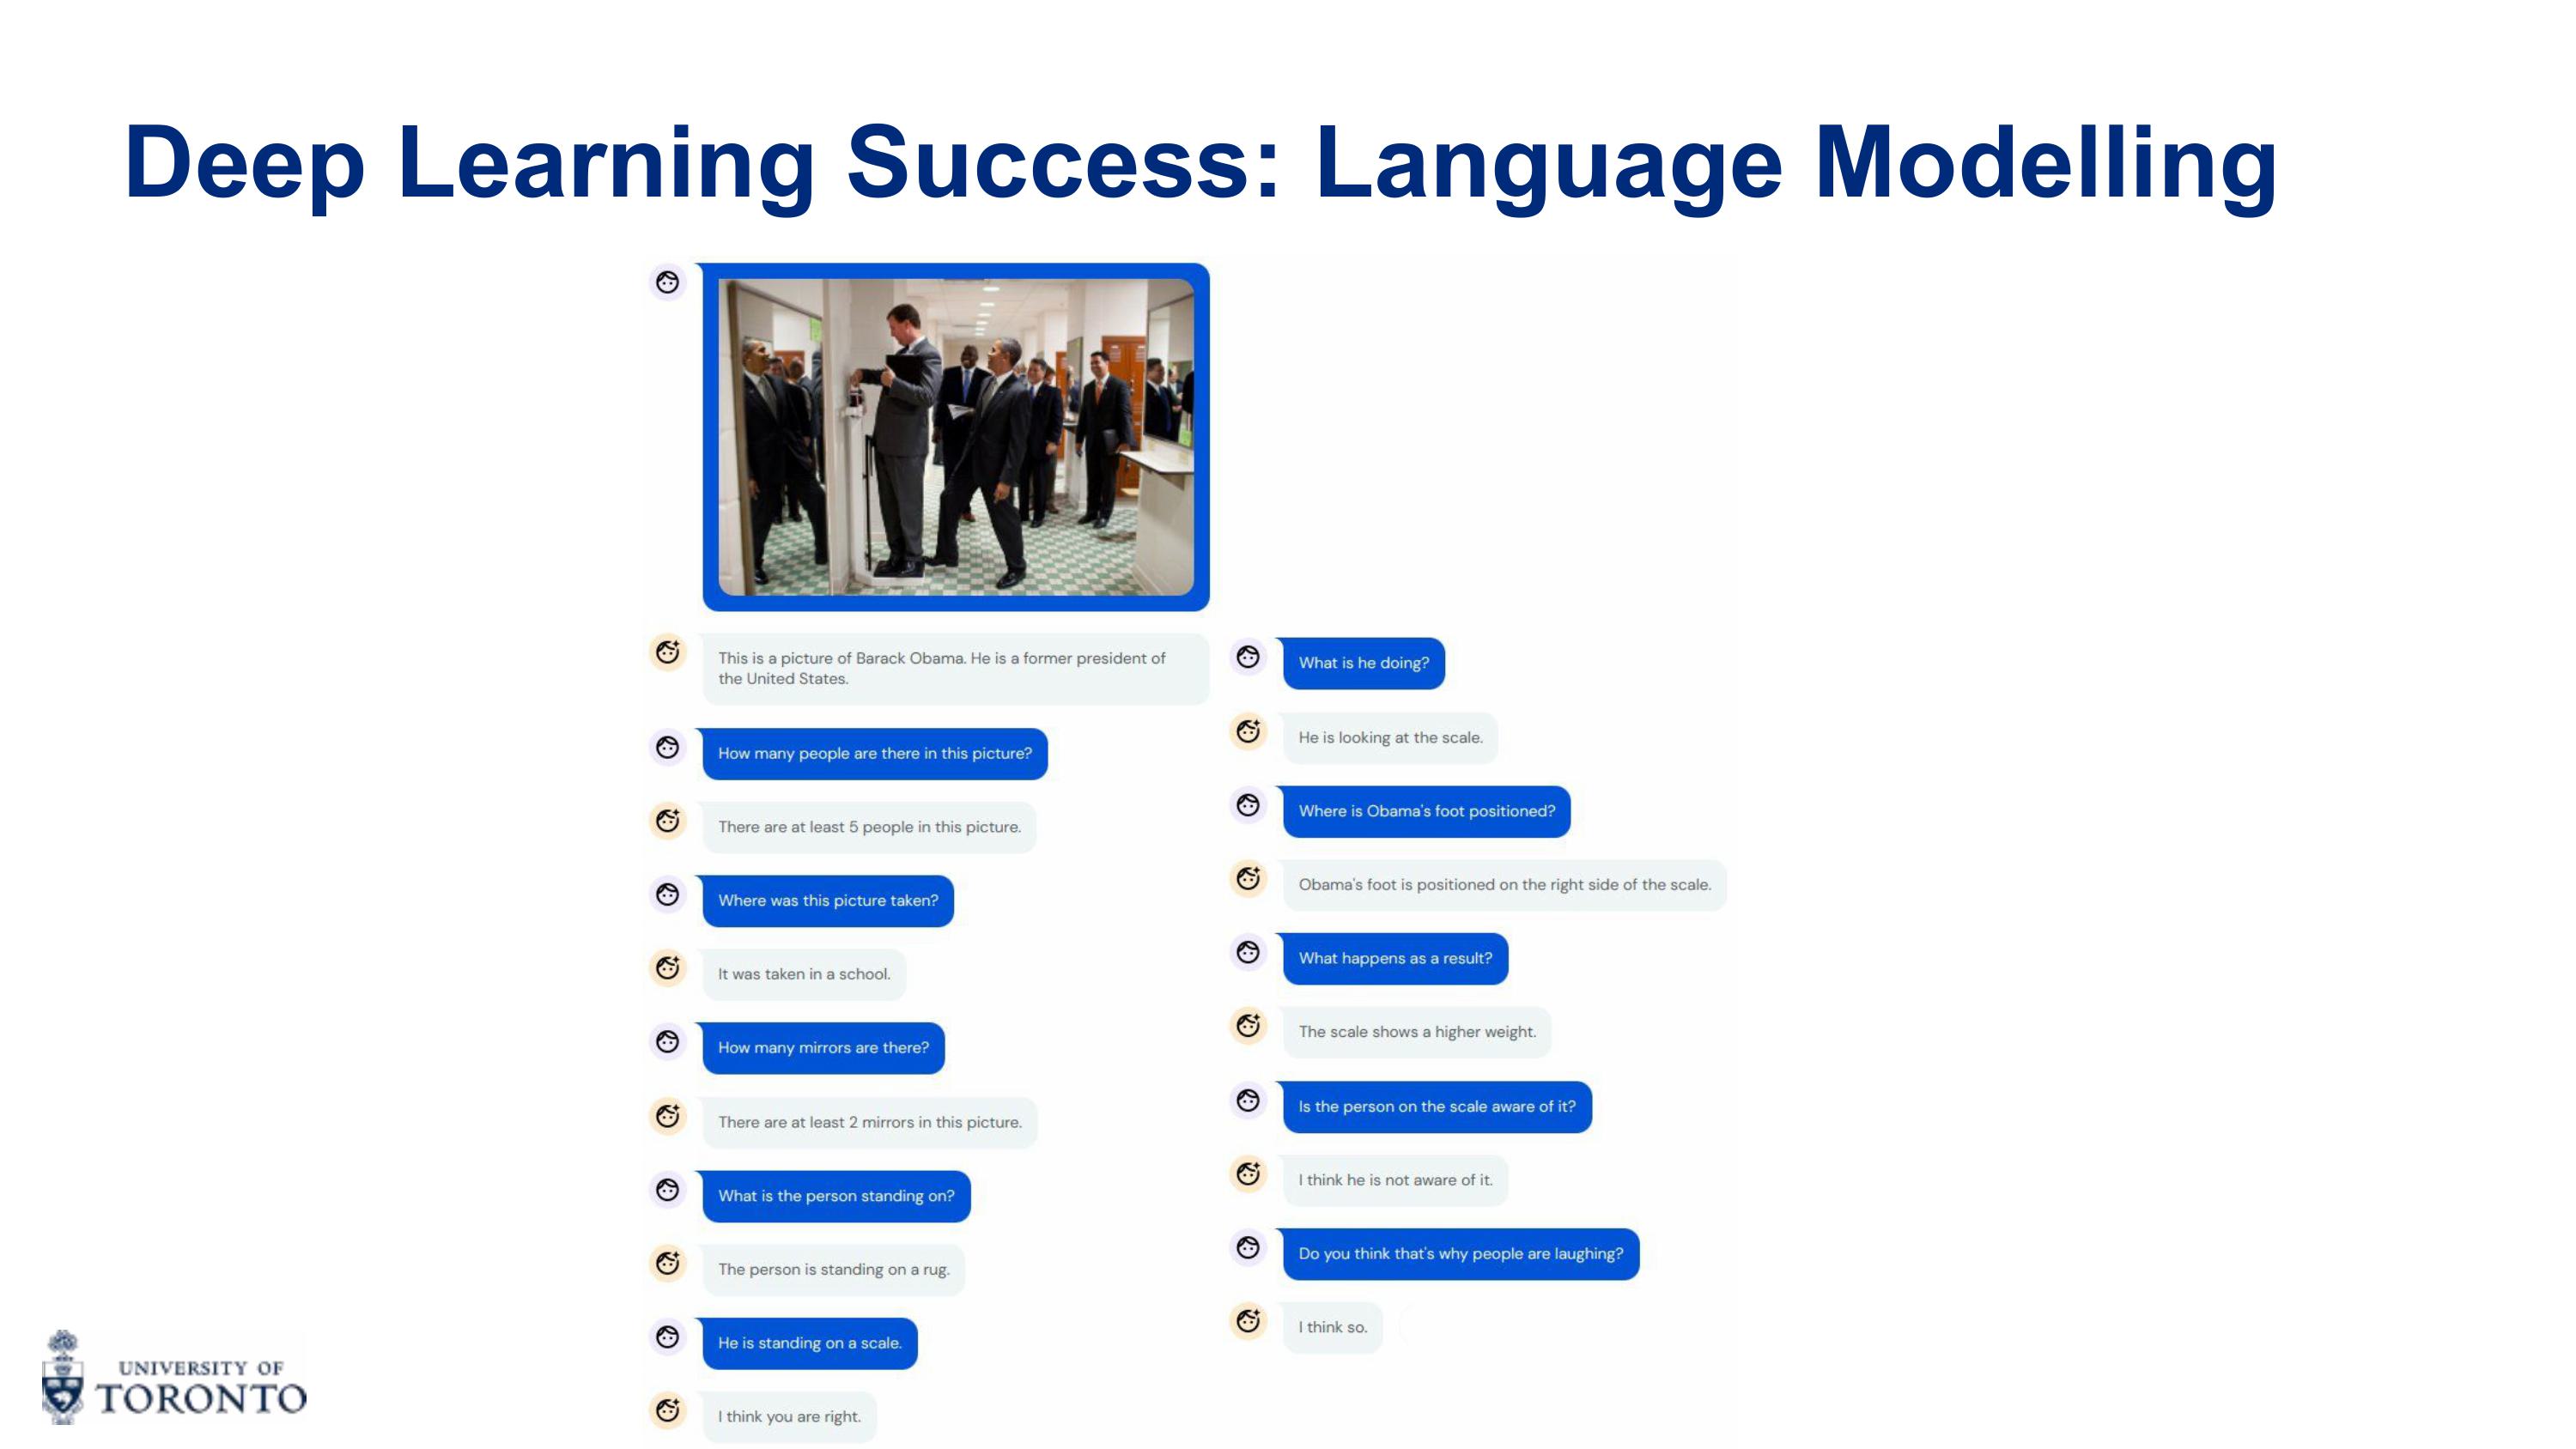 Deep Learning Success: Language Modelling
This is a picture of Barack Obama. He is a former president of
the United States.
How many people are there in this picture?
There are at least 5 people in this picture.
Where was this picture taken?
It was taken in a school.
How many mirrors are there?
There are at least 2 mirrors in this picture.
What is the person standing on?
The person is standing on a rug.
He is standing on a scale.
I think you are right.
What is he doing?
He is looking at the scale.
Where is Obama's foot positioned?
Obama's foot is positioned on the right side of the scale.
What happens as a result?
The scale shows a higher weight.
Is the person on the scale aware of it?
I think he is not aware of it.
Do you think that's why people are laughing?
I think so.
UNIVERSITY OF
TORONTO